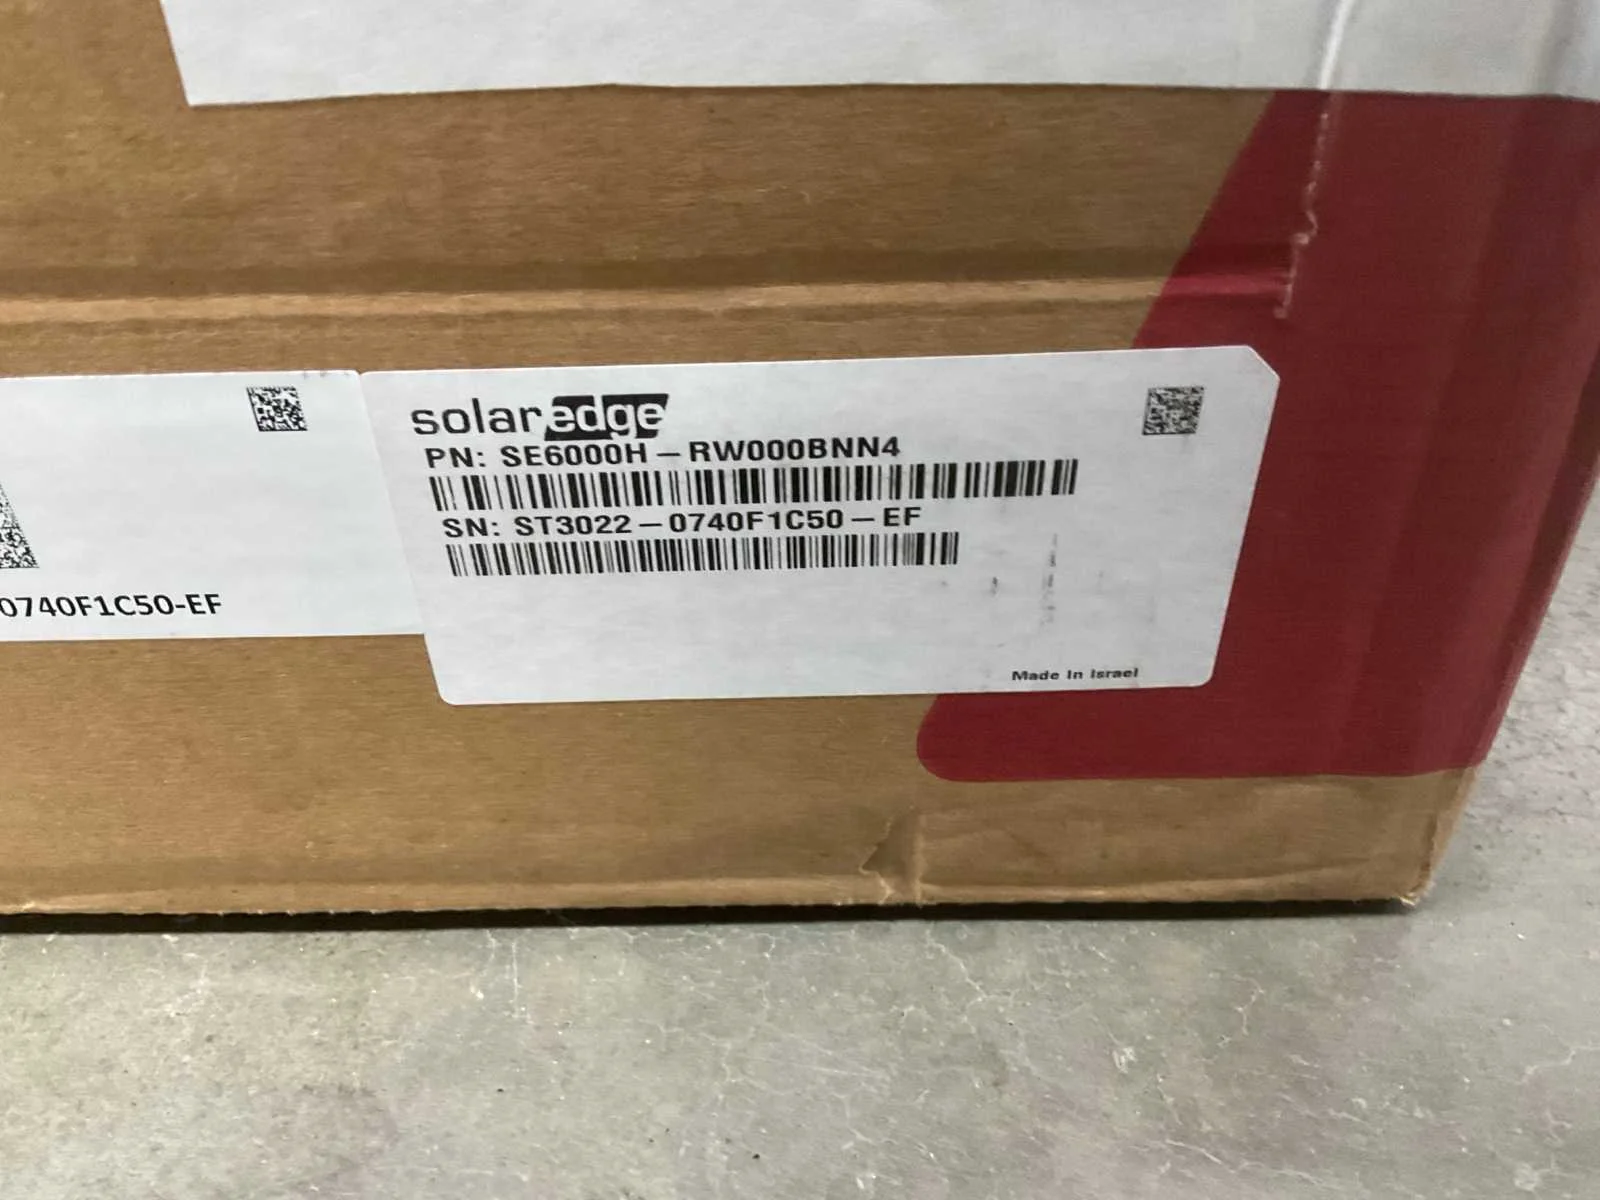 solaredge
PN: SE6000H-RW000BNN4
SN: ST3022-0740F1C50-EF
Made In Israel
0740F1C50-EF